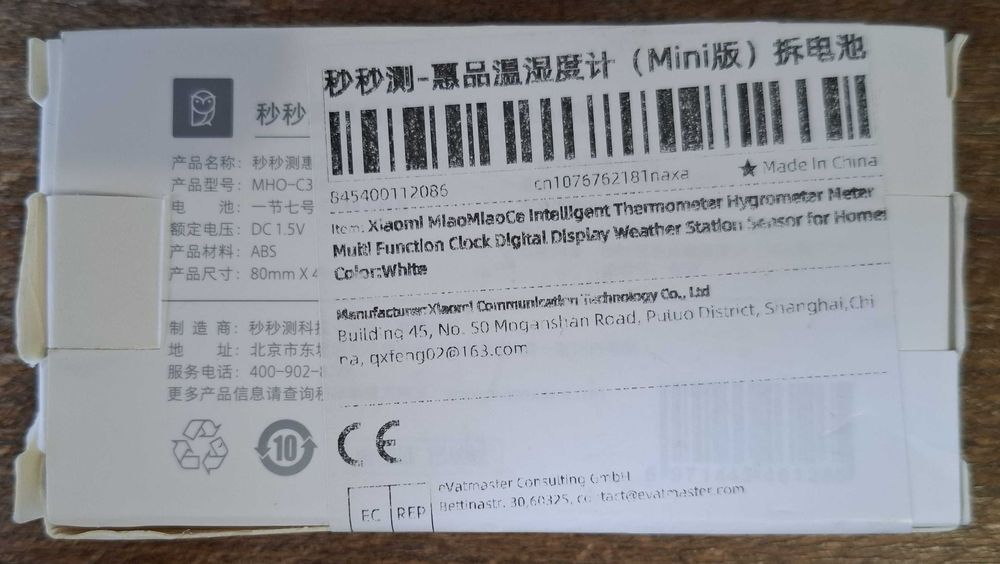 秒秒测-惠品温湿度计（Mini版）拆电池
845400112086
cn1076762181naxa
★ Made In China
Item: Xiaomi MiaoMiaoCe Intelligent Thermometer Hygrometer Meter
Multi Function Clock Digital Display Weather Station Sensor for Home
Color:White
Manufacturer:Xiaomi Communication Technology Co., Ltd
Building 45, No. 50 Moganshan Road, Putuo District, Shanghai,Chi
na, qxfeng02@163.com
CE
EC REP
eVatmaster Consulting GmbH
Bettinastr. 30,60325, contact@evatmaster.com
秒秒
产品名称：秒秒测惠
产品型号：MHO-C3
电 池：一节七号
额定电压：DC 1.5V
产品材料：ABS
产品尺寸：80mm X 4
制 造 商：秒秒测科技
地 址：北京市东
服务电话：400-902-
更多产品信息请查询
10